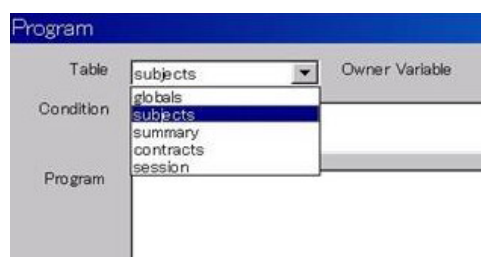 Program
Table subjects Owner Variable
globals
Condition subjects
summary
contracts
Program session